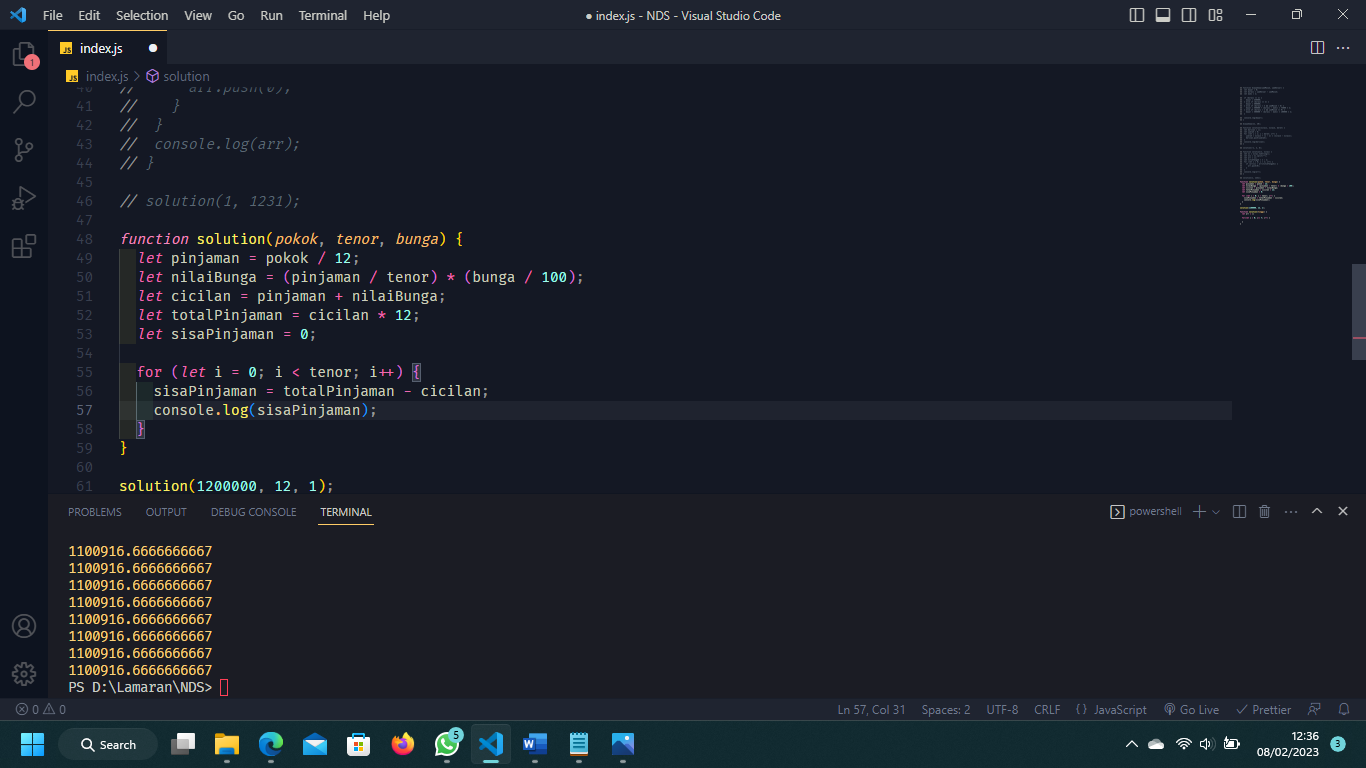 File Edit Selection View Go Run Terminal Help ● index.js - NDS - Visual Studio Code
JS index.js ●
1
JS index.js > solution
40 // arr.push(0);
41 // }
42 // }
43 // console.log(arr);
44 // }
45
46 // solution(1, 1231);
47
48 function solution(pokok, tenor, bunga) {
49 let pinjaman = pokok / 12;
50 let nilaiBunga = (pinjaman / tenor) * (bunga / 100);
51 let cicilan = pinjaman + nilaiBunga;
52 let totalPinjaman = cicilan * 12;
53 let sisaPinjaman = 0;
54
55 for (let i = 0; i < tenor; i++) {
56 sisaPinjaman = totalPinjaman - cicilan;
57 console.log(sisaPinjaman);
58 }
59 }
60
61 solution(1200000, 12, 1);
PROBLEMS OUTPUT DEBUG CONSOLE TERMINAL powershell
1100916.6666666667
1100916.6666666667
1100916.6666666667
1100916.6666666667
1100916.6666666667
1100916.6666666667
1100916.6666666667
1100916.6666666667
PS D:\Lamaran\NDS>
0 0 Ln 57, Col 31 Spaces: 2 UTF-8 CRLF {} JavaScript Go Live Prettier
Search 5 W 12:36
08/02/2023 3